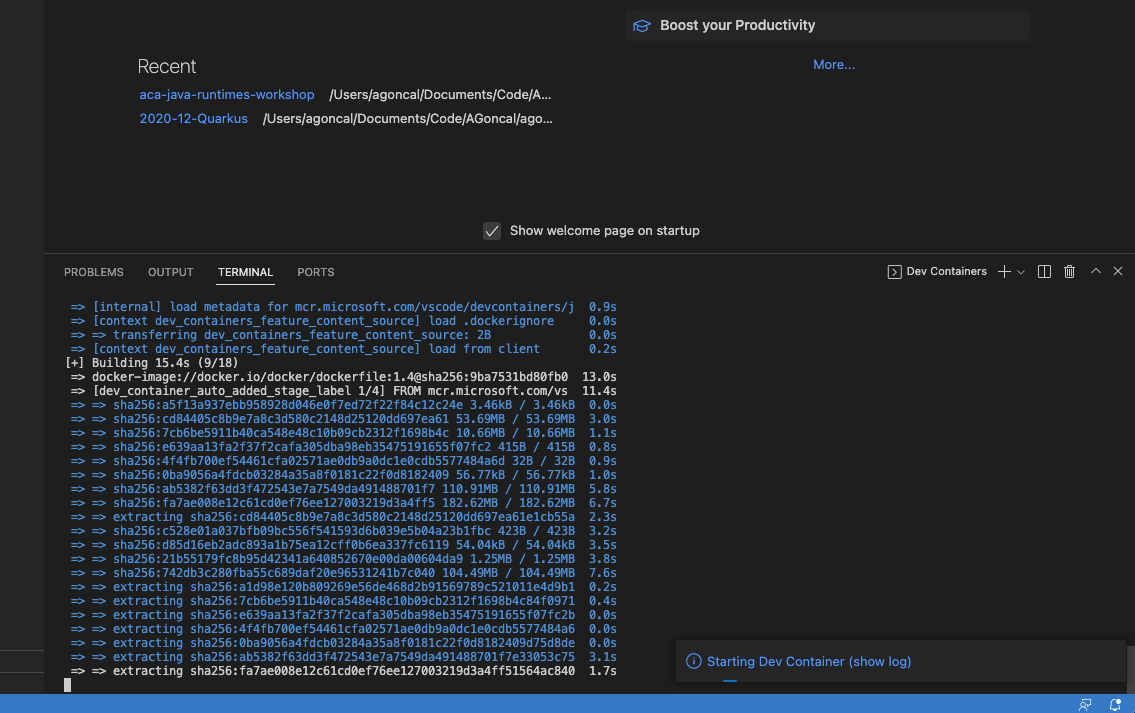 Boost your Productivity
More...
Recent
aca-java-runtimes-workshop /Users/agoncal/Documents/Code/A...
2020-12-Quarkus /Users/agoncal/Documents/Code/AGoncal/ago...
Show welcome page on startup
PROBLEMS OUTPUT TERMINAL PORTS Dev Containers
=> [internal] load metadata for mcr.microsoft.com/vscode/devcontainers/j 0.9s
=> [context dev_containers_feature_content_source] load .dockerignore 0.0s
=> => transferring dev_containers_feature_content_source: 2B 0.0s
=> [context dev_containers_feature_content_source] load from client 0.2s
[+] Building 15.4s (9/18)
=> docker-image://docker.io/docker/dockerfile:1.4@sha256:9ba7531bd80fb0 13.0s
=> [dev_container_auto_added_stage_label 1/4] FROM mcr.microsoft.com/vs 11.4s
=> => sha256:a5f13a937ebb958928d046e0f7ed72f22f84c12c24e 3.46kB / 3.46kB 0.0s
=> => sha256:cd84405c8b9e7a8c3d580c2148d25120dd697ea61 53.69MB / 53.69MB 3.0s
=> => sha256:7cb6be5911b40ca548e48c10b09cb2312f1698b4c 10.66MB / 10.66MB 1.1s
=> => sha256:e639aa13fa2f37f2cafa305dba98eb35475191655f07fc2 415B / 415B 0.8s
=> => sha256:4f4fb700ef54461cfa02571ae0db9a0dc1e0cdb5577484a6d 32B / 32B 0.9s
=> => sha256:0ba9056a4fdcb03284a35a8f0181c22f0d8182409 56.77kB / 56.77kB 1.0s
=> => sha256:ab5382f63dd3f472543e7a7549da491488701f7 110.91MB / 110.91MB 5.8s
=> => sha256:fa7ae008e12c61cd0ef76ee127003219d3a4ff5 182.62MB / 182.62MB 6.7s
=> => extracting sha256:cd84405c8b9e7a8c3d580c2148d25120dd697ea61e1cb55a 2.3s
=> => sha256:c528e01a037bfb09bc556f541593d6b039e5b04a23b1fbc 423B / 423B 3.2s
=> => sha256:d85d16eb2adc893a1b75ea12cff0b6ea337fc6119 54.04kB / 54.04kB 3.5s
=> => sha256:21b55179fc8b95d42341a640852670e00da00604da9 1.25MB / 1.25MB 3.8s
=> => sha256:742db3c280fba55c689daf20e96531241b7c040 104.49MB / 104.49MB 7.6s
=> => extracting sha256:a1d98e120b809269e56de468d2b91569789c521011e4d9b1 0.2s
=> => extracting sha256:7cb6be5911b40ca548e48c10b09cb2312f1698b4c84f0971 0.4s
=> => extracting sha256:e639aa13fa2f37f2cafa305dba98eb35475191655f07fc2b 0.0s
=> => extracting sha256:4f4fb700ef54461cfa02571ae0db9a0dc1e0cdb5577484a6 0.0s
=> => extracting sha256:0ba9056a4fdcb03284a35a8f0181c22f0d8182409d75d8de 0.0s
=> => extracting sha256:ab5382f63dd3f472543e7a7549da491488701f7e33053c75 3.1s
=> => extracting sha256:fa7ae008e12c61cd0ef76ee127003219d3a4ff51564ac840 1.7s
Starting Dev Container (show log)